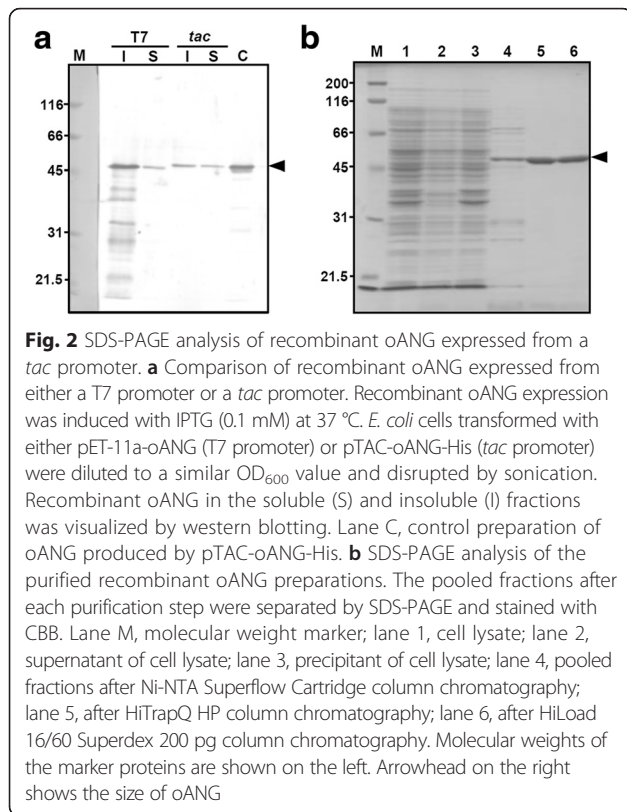 a
T7 tac
M I S I S C
116
66
45
31
21.5
b
M 1 2 3 4 5 6
200
116
66
45
31
21.5
Fig. 2 SDS-PAGE analysis of recombinant oANG expressed from a
tac promoter. a Comparison of recombinant oANG expressed from
either a T7 promoter or a tac promoter. Recombinant oANG expression
was induced with IPTG (0.1 mM) at 37 °C. E. coli cells transformed with
either pET-11a-oANG (T7 promoter) or pTAC-oANG-His (tac promoter)
were diluted to a similar OD600 value and disrupted by sonication.
Recombinant oANG in the soluble (S) and insoluble (I) fractions
was visualized by western blotting. Lane C, control preparation of
oANG produced by pTAC-oANG-His. b SDS-PAGE analysis of the
purified recombinant oANG preparations. The pooled fractions after
each purification step were separated by SDS-PAGE and stained with
CBB. Lane M, molecular weight marker; lane 1, cell lysate; lane 2,
supernatant of cell lysate; lane 3, precipitant of cell lysate; lane 4, pooled
fractions after Ni-NTA Superflow Cartridge column chromatography;
lane 5, after HiTrapQ HP column chromatography; lane 6, after HiLoad
16/60 Superdex 200 pg column chromatography. Molecular weights of
the marker proteins are shown on the left. Arrowhead on the right
shows the size of oANG